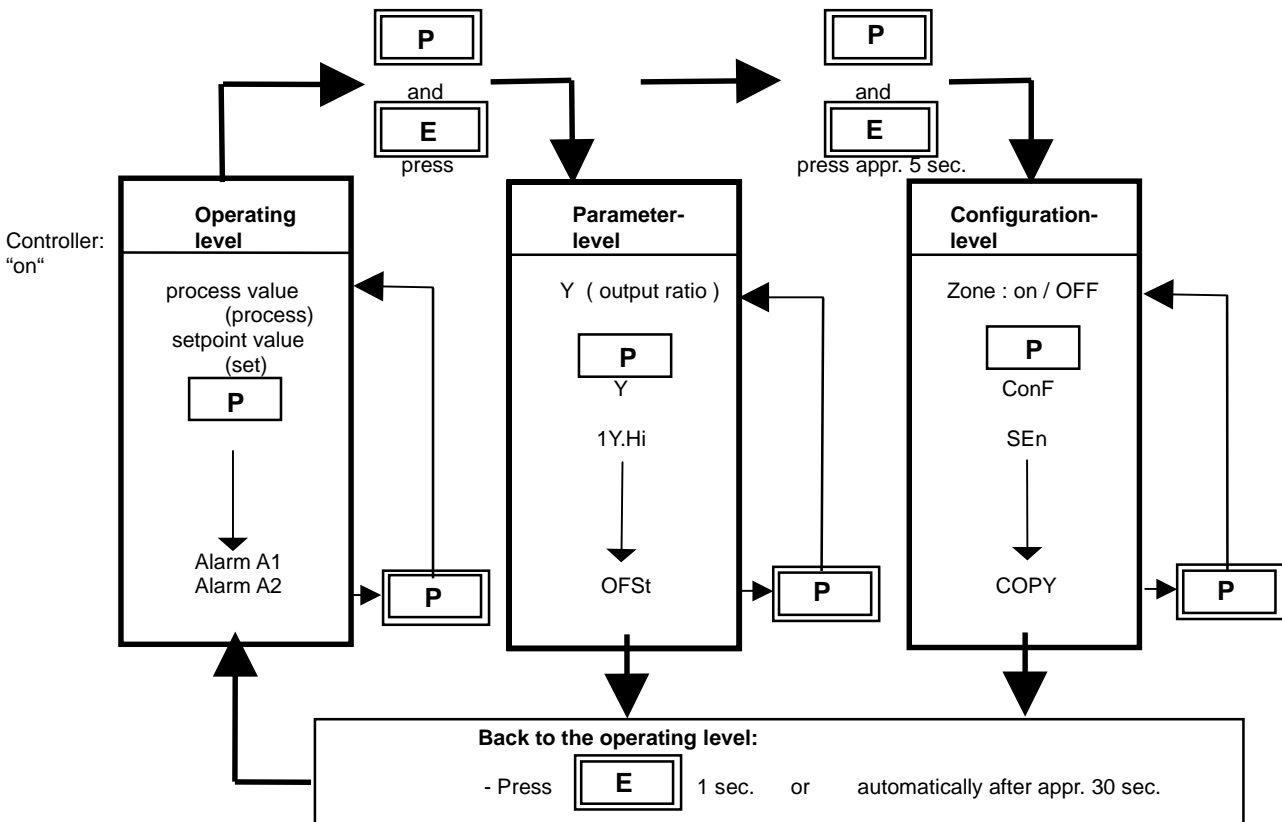 P
and
E
press
P
and
E
press appr. 5 sec.
Controller:
“on“
Operating
level
process value
(process)
setpoint value
(set)
P
Alarm A1
Alarm A2
P
Parameter-
level
Y ( output ratio )
P
Y
1Y.Hi
OFSt
P
Configuration-
level
Zone : on / OFF
P
ConF
SEn
COPY
P
Back to the operating level:
- Press E 1 sec. or automatically after appr. 30 sec.